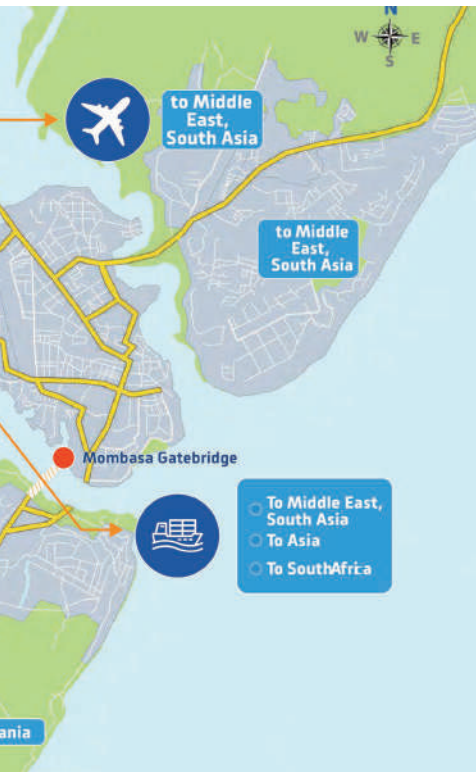 N
W E
S
to Middle
East,
South Asia
to Middle
East,
South Asia
Mombasa Gatebridge
To Middle East,
South Asia
To Asia
To SouthAfrica
ania